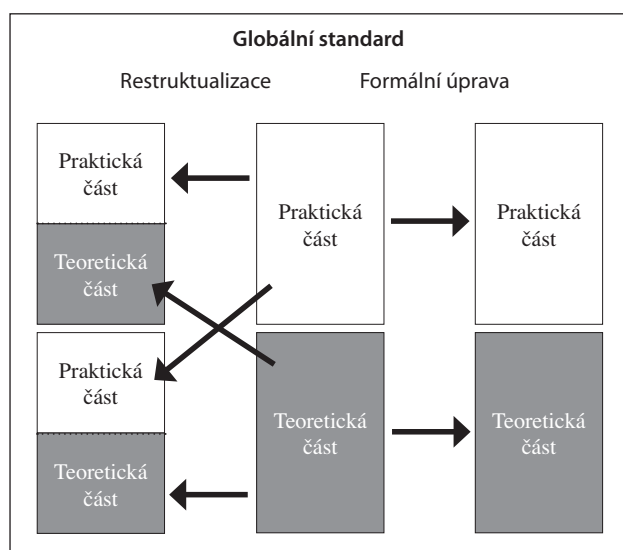 Globální standard
Restruktualizace
Formální úprava
Praktická
část
Teoretická
část
Praktická
část
Teoretická
část
Praktická
část
Teoretická
část
Praktická
část
Teoretická
část